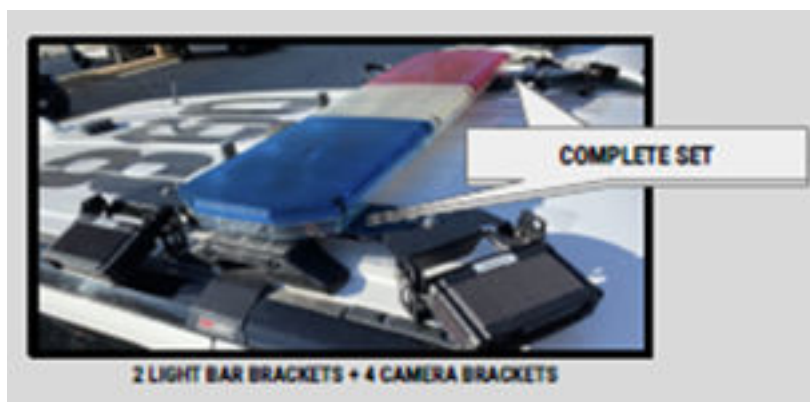 COMPLETE SET
2 LIGHT BAR BRACKETS + 4 CAMERA BRACKETS